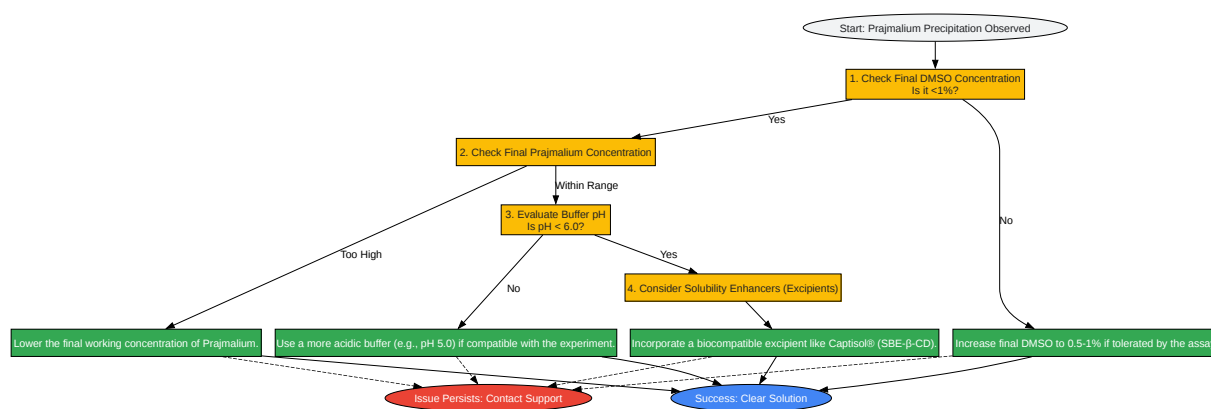 Start: Prajmalium Precipitation Observed
1. Check Final DMSO Concentration
Is it <1%?
Yes
2. Check Final Prajmalium Concentration
Within Range
3. Evaluate Buffer pH
Is pH < 6.0?
No
Too High
Yes
No
4. Consider Solubility Enhancers (Excipients)
Lower the final working concentration of Prajmalium.
Use a more acidic buffer (e.g., pH 5.0) if compatible with the experiment.
Incorporate a biocompatible excipient like Captisol® (SBE-β-CD).
Increase final DMSO to 0.5-1% if tolerated by the assa
Issue Persists: Contact Support
Success: Clear Solution